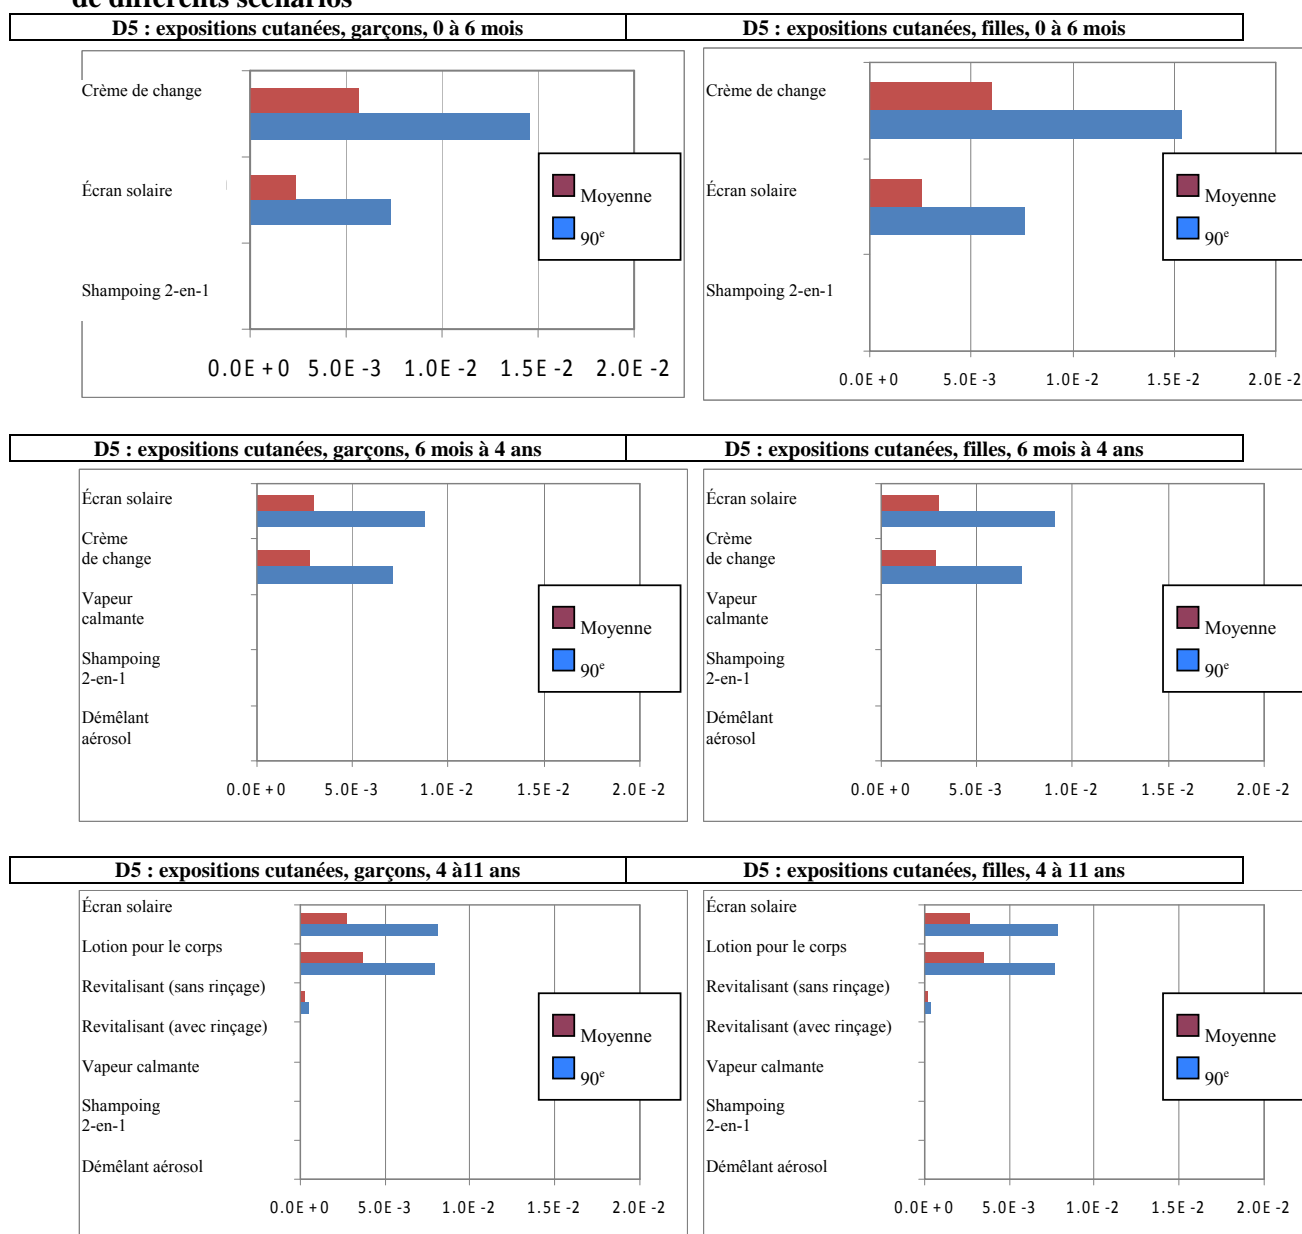 de différents scénarios
D5 : expositions cutanées, garçons, 0 à 6 mois
D5 : expositions cutanées, filles, 0 à 6 mois
Crème de change
Écran solaire
Shampoing 2-en-1
Moyenne
90e
0.0E+0 5.0E-3 1.0E-2 1.5E-2 2.0E-2
Crème de change
Écran solaire
Shampoing 2-en-1
Moyenne
90e
0.0E+0 5.0E-3 1.0E-2 1.5E-2 2.0E-2
D5 : expositions cutanées, garçons, 6 mois à 4 ans
D5 : expositions cutanées, filles, 6 mois à 4 ans
Écran solaire
Crème
de change
Vapeur
calmante
Shampoing
2-en-1
Démêlant
aérosol
Moyenne
90e
0.0E+0 5.0E-3 1.0E-2 1.5E-2 2.0E-2
Écran solaire
Crème
de change
Vapeur
calmante
Shampoing
2-en-1
Démêlant
aérosol
Moyenne
90e
0.0E+0 5.0E-3 1.0E-2 1.5E-2 2.0E-2
D5 : expositions cutanées, garçons, 4 à11 ans
D5 : expositions cutanées, filles, 4 à 11 ans
Écran solaire
Lotion pour le corps
Revitalisant (sans rinçage)
Revitalisant (avec rinçage)
Vapeur calmante
Shampoing
2-en-1
Démêlant aérosol
Moyenne
90e
0.0E+0 5.0E-3 1.0E-2 1.5E-2 2.0E-2
Écran solaire
Lotion pour le corps
Revitalisant (sans rinçage)
Revitalisant (avec rinçage)
Vapeur calmante
Shampoing
2-en-1
Démêlant aérosol
Moyenne
90e
0.0E+0 5.0E-3 1.0E-2 1.5E-2 2.0E-2